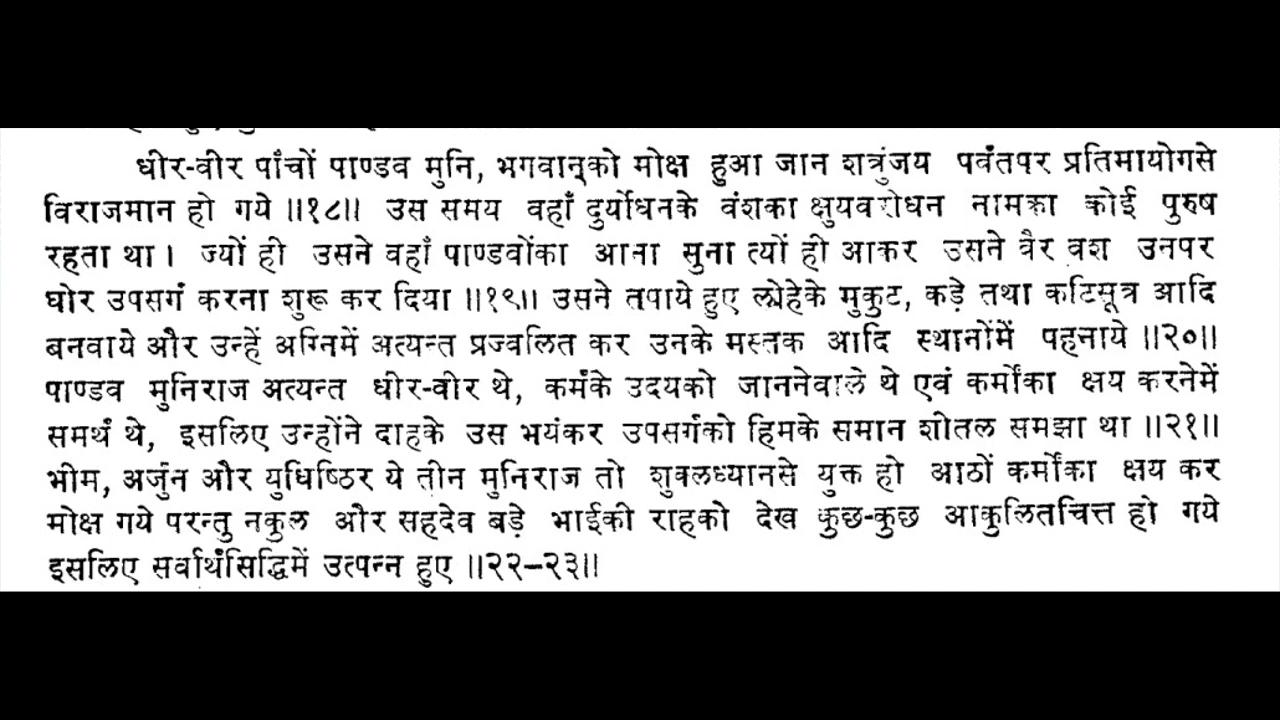 धीर-वीर पाँचों पाण्डव मुनि, भगवान्‌को मोक्ष हुआ जान शत्रुंजय पर्वतपर प्रतिमायोगसे
विराजमान हो गये ॥१८॥ उस समय वहाँ दुर्योधनके वंशका क्षुयवरोधन नामका कोई पुरुष
रहता था। ज्यों ही उसने वहाँ पाण्डवोंका आना सुना त्यों ही आकर उसने वैर वश उनपर
घोर उपसर्ग करना शुरू कर दिया ॥१९॥ उसने तपाये हुए लोहेके मुकुट, कड़े तथा कटिसूत्र आदि
बनवाये और उन्हें अग्निमें अत्यन्त प्रज्वलित कर उनके मस्तक आदि स्थानोंमें पहनाये ॥२०॥
पाण्डव मुनिराज अत्यन्त धीर-वीर थे, कर्मके उदयको जाननेवाले थे एवं कर्मोंका क्षय करनेमें
समर्थ थे, इसलिए उन्होंने दाहके उस भयंकर उपसर्गको हिमके समान शीतल समझा था ॥२१॥
भीम, अर्जुन और युधिष्ठिर ये तीन मुनिराज तो शुक्लध्यानसे युक्त हो आठों कर्मोंका क्षय कर
मोक्ष गये परन्तु नकुल और सहदेव बड़े भाईकी राहको देख कुछ-कुछ आकुलितचित्त हो गये
इसलिए सर्वार्थसिद्धिमें उत्पन्न हुए ॥२२–२३॥